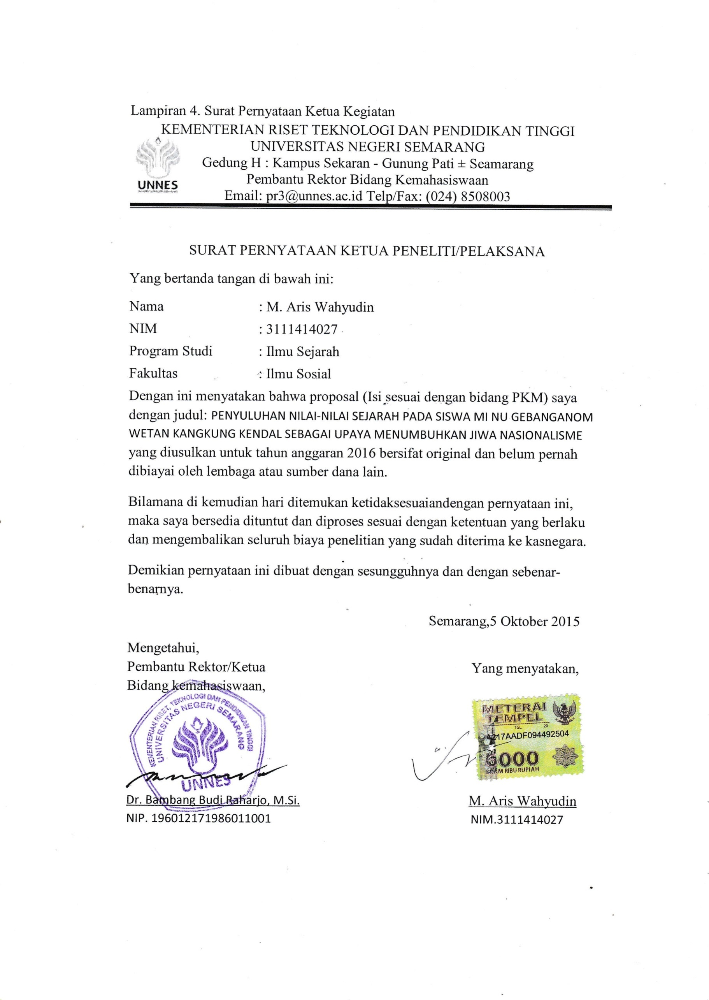 Lampiran 4. Surat Pernyataan Ketua Kegiatan
KEMENTERIAN RISET TEKNOLOGI DAN PENDIDIKAN TINGGI
UNIVERSITAS NEGERI SEMARANG
Gedung H : Kampus Sekaran - Gunung Pati ± Seamarang
Pembantu Rektor Bidang Kemahasiswaan
Email: pr3@unnes.ac.id Telp/Fax: (024) 8508003
UNNES
UNIVERSITAS NEGERI SEMARANG
SURAT PERNYATAAN KETUA PENELITI/PELAKSANA
Yang bertanda tangan di bawah ini:
Nama : M. Aris Wahyudin
NIM : 3111414027
Program Studi : Ilmu Sejarah
Fakultas : Ilmu Sosial
Dengan ini menyatakan bahwa proposal (Isi sesuai dengan bidang PKM) saya
dengan judul: PENYULUHAN NILAI-NILAI SEJARAH PADA SISWA MI NU GEBANGANOM
WETAN KANGKUNG KENDAL SEBAGAI UPAYA MENUMBUHKAN JIWA NASIONALISME
yang diusulkan untuk tahun anggaran 2016 bersifat original dan belum pernah
dibiayai oleh lembaga atau sumber dana lain.
Bilamana di kemudian hari ditemukan ketidaksesuaiandengan pernyataan ini,
maka saya bersedia dituntut dan diproses sesuai dengan ketentuan yang berlaku
dan mengembalikan seluruh biaya penelitian yang sudah diterima ke kasnegara.
Demikian pernyataan ini dibuat dengan sesungguhnya dan dengan sebenar-
benarnya.
Semarang,5 Oktober 2015
Mengetahui,
Pembantu Rektor/Ketua
Bidang kemahasiswaan,
Yang menyatakan,
KEMENTERIAN RISET, TEKNOLOGI DAN PENDIDIKAN TINGGI
UNIVERSITAS NEGERI SEMARANG
UNNES
METERAI
TEMPEL
TGL 20
A217AADF094492504
6000
ENAM RIBU RUPIAH
Dr. Bambang Budi Raharjo, M.Si.
NIP. 196012171986011001
M. Aris Wahyudin
NIM.3111414027